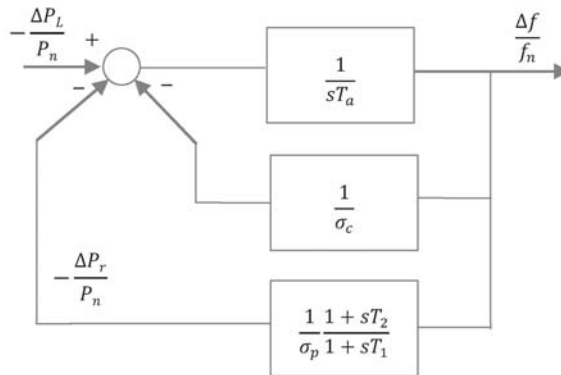 − ΔP_L / P_n
+
−
−
1 / sT_a
Δf / f_n
1 / σ_c
− ΔP_r / P_n
1 / σ_p 1 + sT_2 / 1 + sT_1